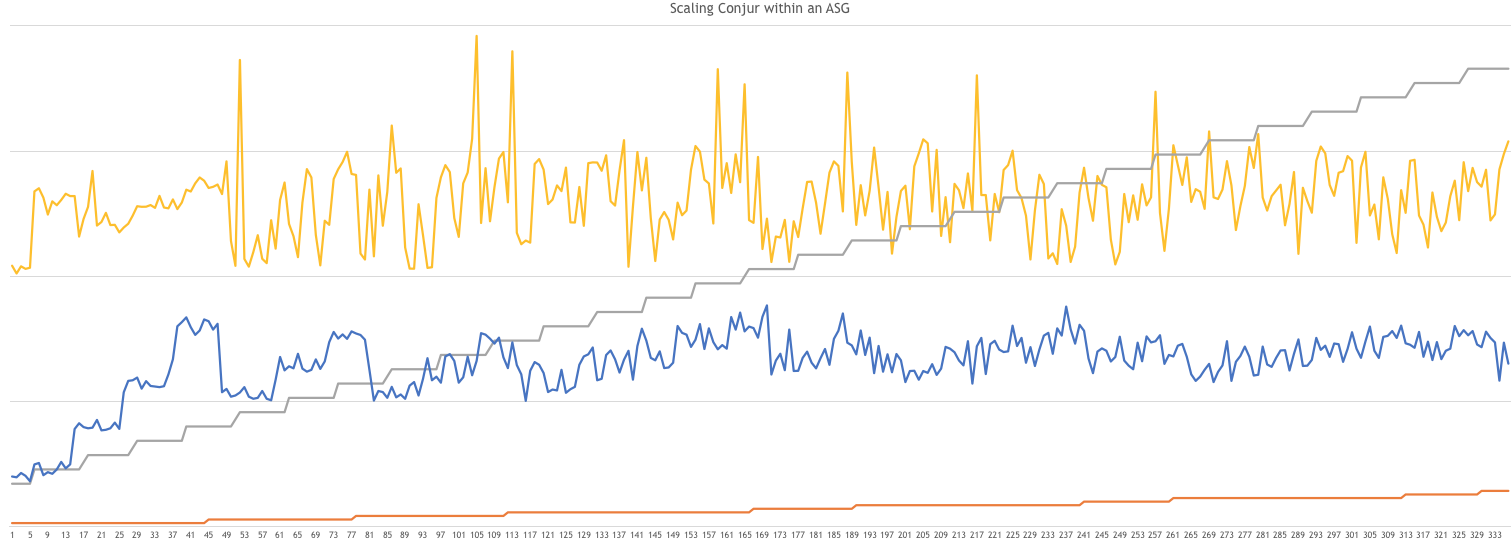 Scaling Conjur within an ASG
1 5 9 13 17 21 25 29 33 37 41 45 49 53 57 61 65 69 73 77 81 85 89 93 97 101 105 109 113 117 121 125 129 133 137 141 145 149 153 157 161 165 169 173 177 181 185 189 193 197 201 205 209 213 217 221 225 229 233 237 241 245 249 253 257 261 265 269 273 277 281 285 289 293 297 301 305 309 313 317 321 325 329 333